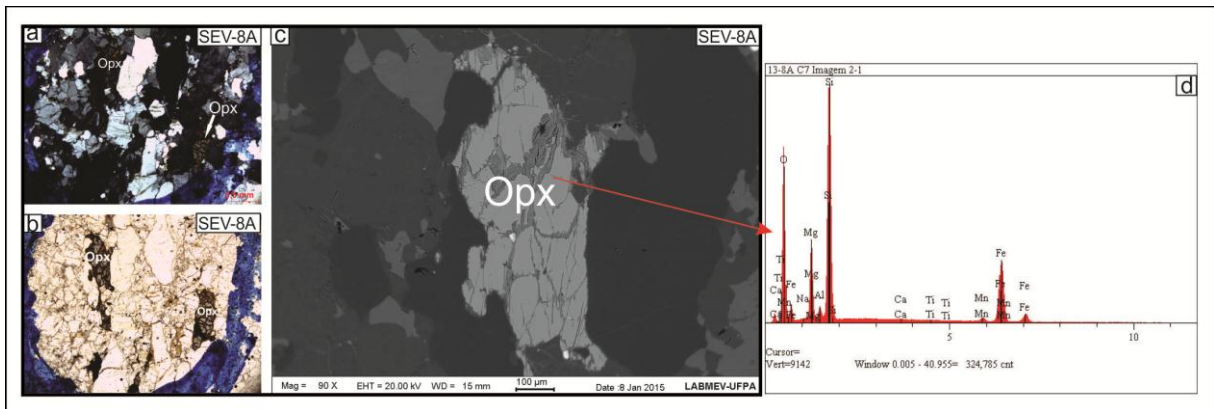 a
SEV-8A
Opx
Opx
b
SEV-8A
Opx
Opx
c
SEV-8A
Opx
Mag = 90 X EHT = 20.00 kV WD = 15 mm 100 µm Date :8 Jan 2015 LABMEV-UFPA
13-8A C7 Imagem 2-1
d
Si
O
Mg
Mg
Fe
Ti
Ti
Fe
Ca
Na
Al
Ca Ti Ti Mn Mn Fe
Ca Ti Ti Mn Mn Fe
5 10
Cursor=
Vert=9142 Window 0.005 - 40.955= 324,785 cnt